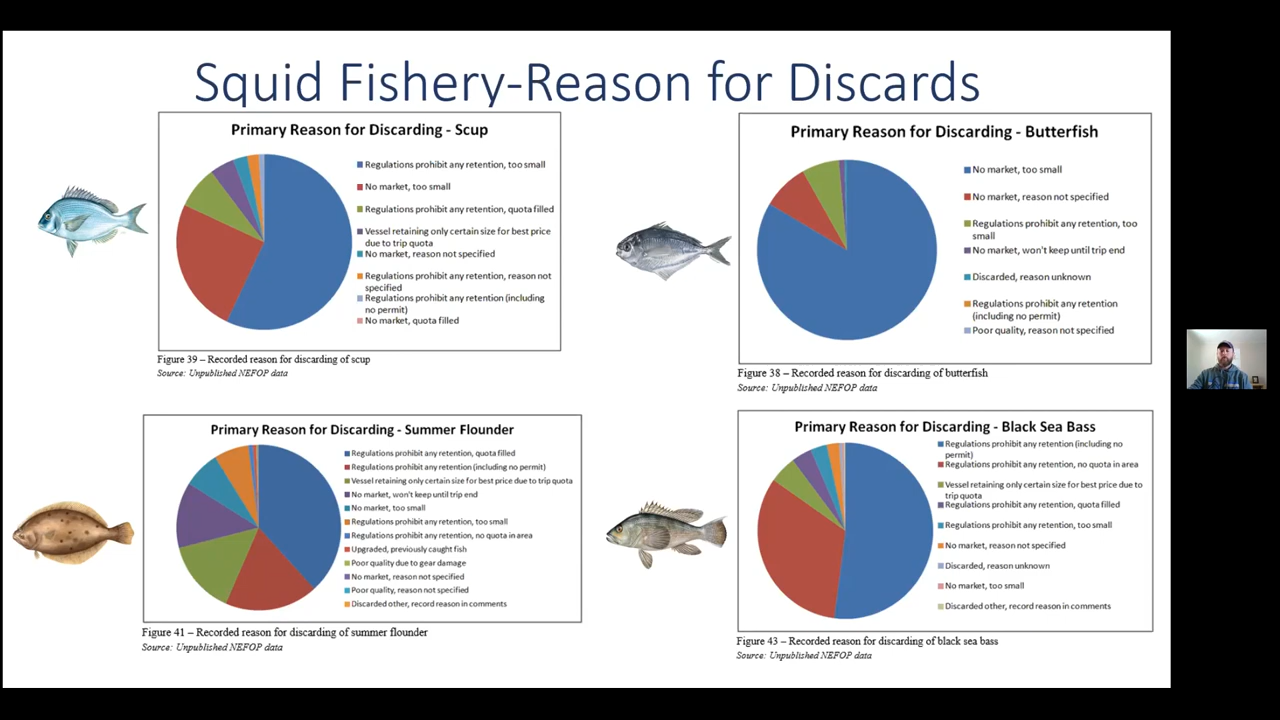 Squid Fishery-Reason for Discards
Primary Reason for Discarding - Scup
Regulations prohibit any retention, too small
No market, too small
Regulations prohibit any retention, quota filled
Vessel retaining only certain size for best price
due to trip quota
No market, reason not specified
Regulations prohibit any retention, reason not
specified
Regulations prohibit any retention (including
no permit)
No market, quota filled
Figure 39 – Recorded reason for discarding of scup
Source: Unpublished NEFOP data
Primary Reason for Discarding - Butterfish
No market, too small
No market, reason not specified
Regulations prohibit any retention, too
small
No market, won't keep until trip end
Discarded, reason unknown
Regulations prohibit any retention
(including no permit)
Poor quality, reason not specified
Figure 38 – Recorded reason for discarding of butterfish
Source: Unpublished NEFOP data
Primary Reason for Discarding - Summer Flounder
Regulations prohibit any retention, quota filled
Regulations prohibit any retention (including no permit)
Vessel retaining only certain size for best price due to trip quota
No market, won't keep until trip end
No market, too small
Regulations prohibit any retention, too small
Regulations prohibit any retention, no quota in area
Upgraded, previously caught fish
Poor quality due to gear damage
No market, reason not specified
Poor quality, reason not specified
Discarded other, record reason in comments
Figure 41 – Recorded reason for discarding of summer flounder
Source: Unpublished NEFOP data
Primary Reason for Discarding - Black Sea Bass
Regulations prohibit any retention (including no
permit)
Regulations prohibit any retention, no quota in area
Vessel retaining only certain size for best price due to
trip quota
Regulations prohibit any retention, quota filled
Regulations prohibit any retention, too small
No market, reason not specified
Discarded, reason unknown
No market, too small
Discarded other, record reason in comments
Figure 43 – Recorded reason for discarding of black sea bass
Source: Unpublished NEFOP data